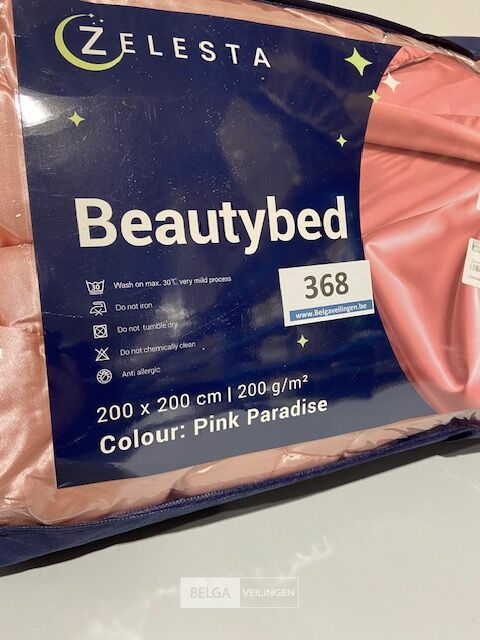 ZELESTA
Beautybed
30
Wash on max. 30°C very mild process
Do not iron
Do not tumble dry
Do not chemically clean
Anti allergic
368
www.Belgaveilingen.be
200 x 200 cm | 200 g/m²
Colour: Pink Paradise
BELGA VEILINGEN